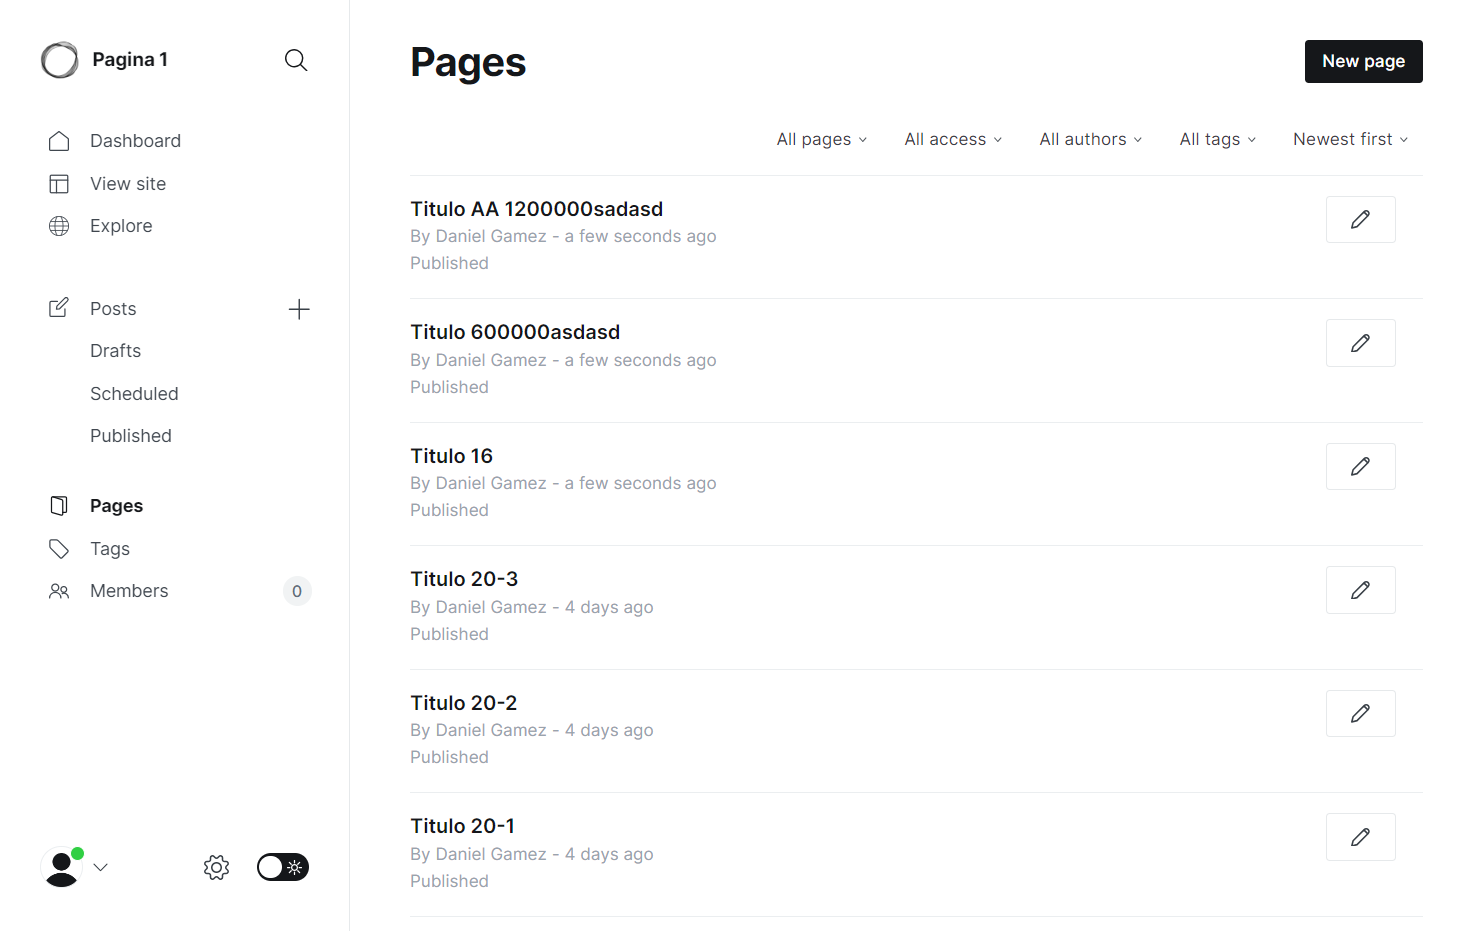 Pagina 1
Dashboard
View site
Explore
Posts
Drafts
Scheduled
Published
Pages
Tags
Members 0
Pages
New page
All pages All access All authors All tags Newest first
Titulo AA 1200000sadasd
By Daniel Gamez - a few seconds ago
Published
Titulo 600000asdasd
By Daniel Gamez - a few seconds ago
Published
Titulo 16
By Daniel Gamez - a few seconds ago
Published
Titulo 20-3
By Daniel Gamez - 4 days ago
Published
Titulo 20-2
By Daniel Gamez - 4 days ago
Published
Titulo 20-1
By Daniel Gamez - 4 days ago
Published